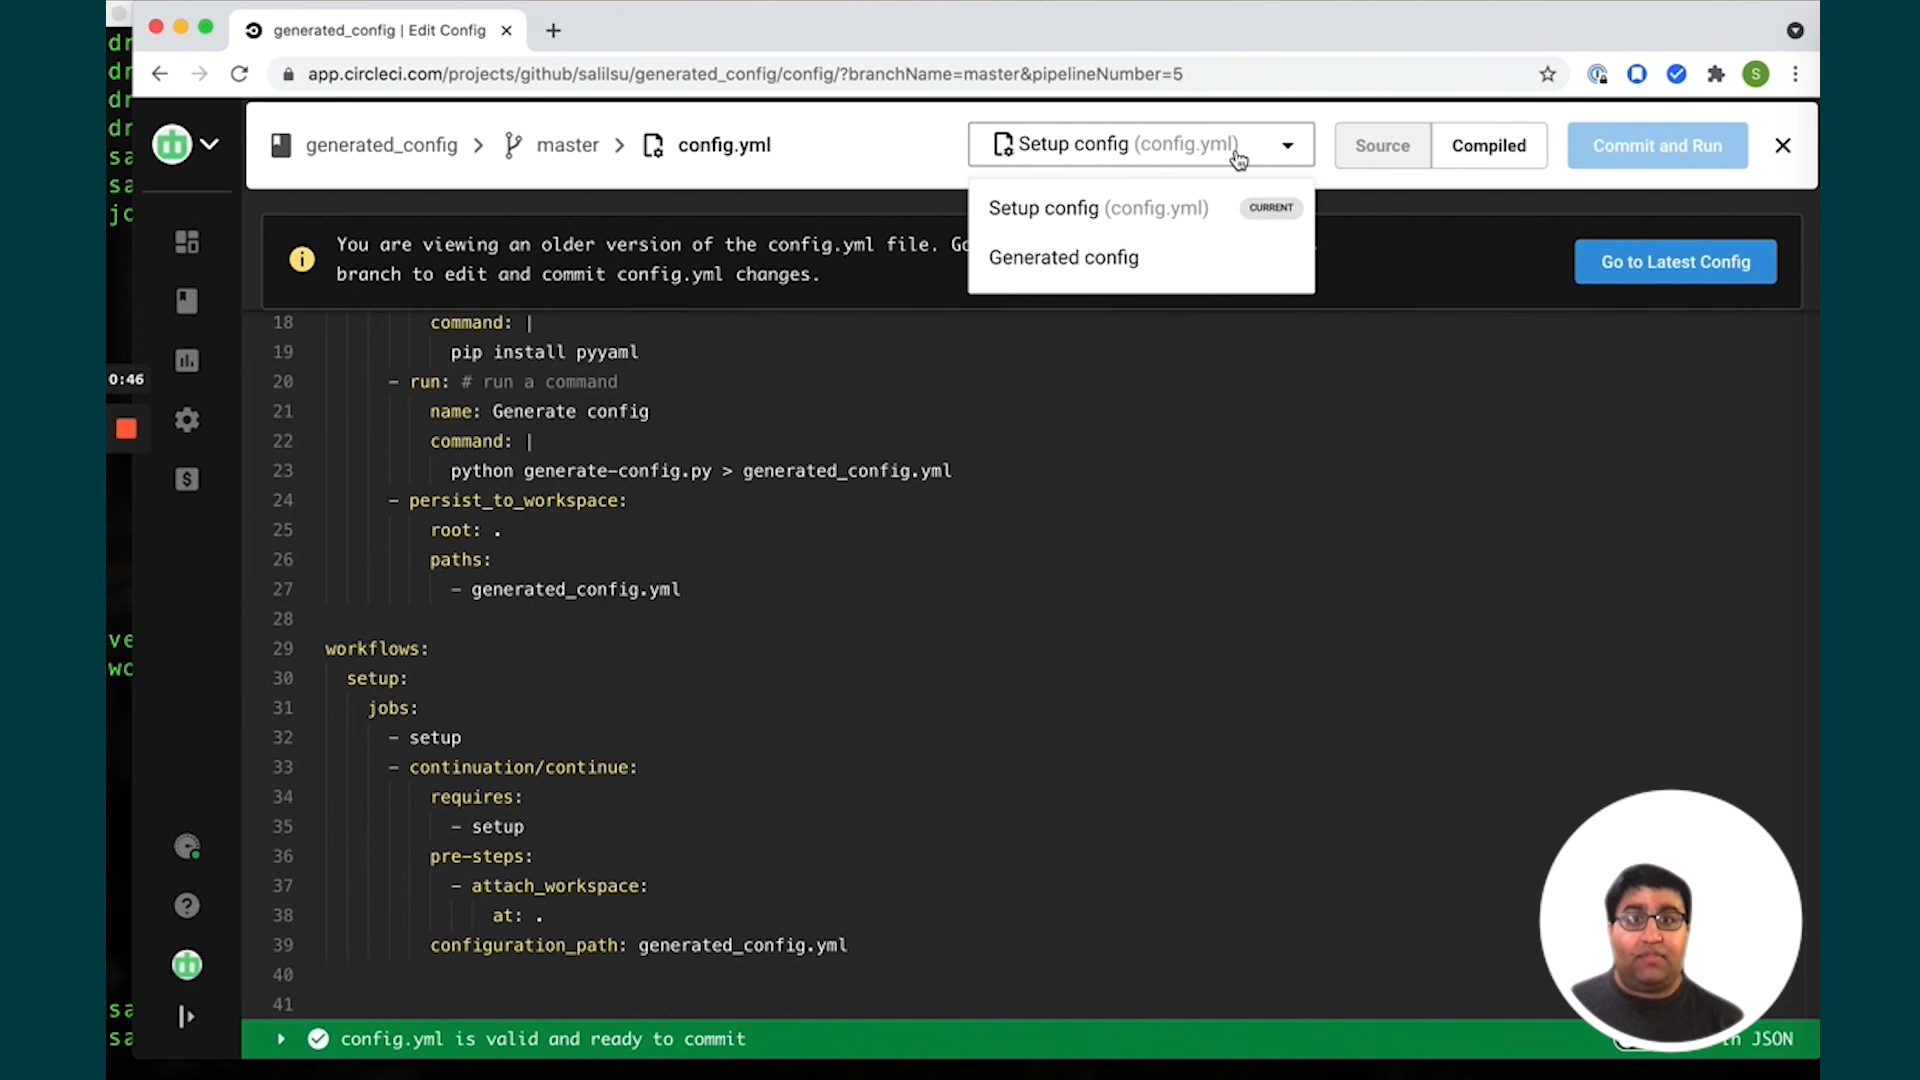 generated_config | Edit Config
app.circleci.com/projects/github/salilsu/generated_config/config/?branchName=master&pipelineNumber=5
S
generated_config > master > config.yml
Setup config (config.yml)
Source
Compiled
Commit and Run
Setup config (config.yml) CURRENT
Generated config
You are viewing an older version of the config.yml file.
branch to edit and commit config.yml changes.
Go to Latest Config
18 command: |
19 pip install pyyaml
20 - run: # run a command
21 name: Generate config
22 command: |
23 python generate-config.py > generated_config.yml
24 - persist_to_workspace:
25 root: .
26 paths:
27 - generated_config.yml
28
29 workflows:
30 setup:
31 jobs:
32 - setup
33 - continuation/continue:
34 requires:
35 - setup
36 pre-steps:
37 - attach_workspace:
38 at: .
39 configuration_path: generated_config.yml
40
41
0:46
config.yml is valid and ready to commit
JSON